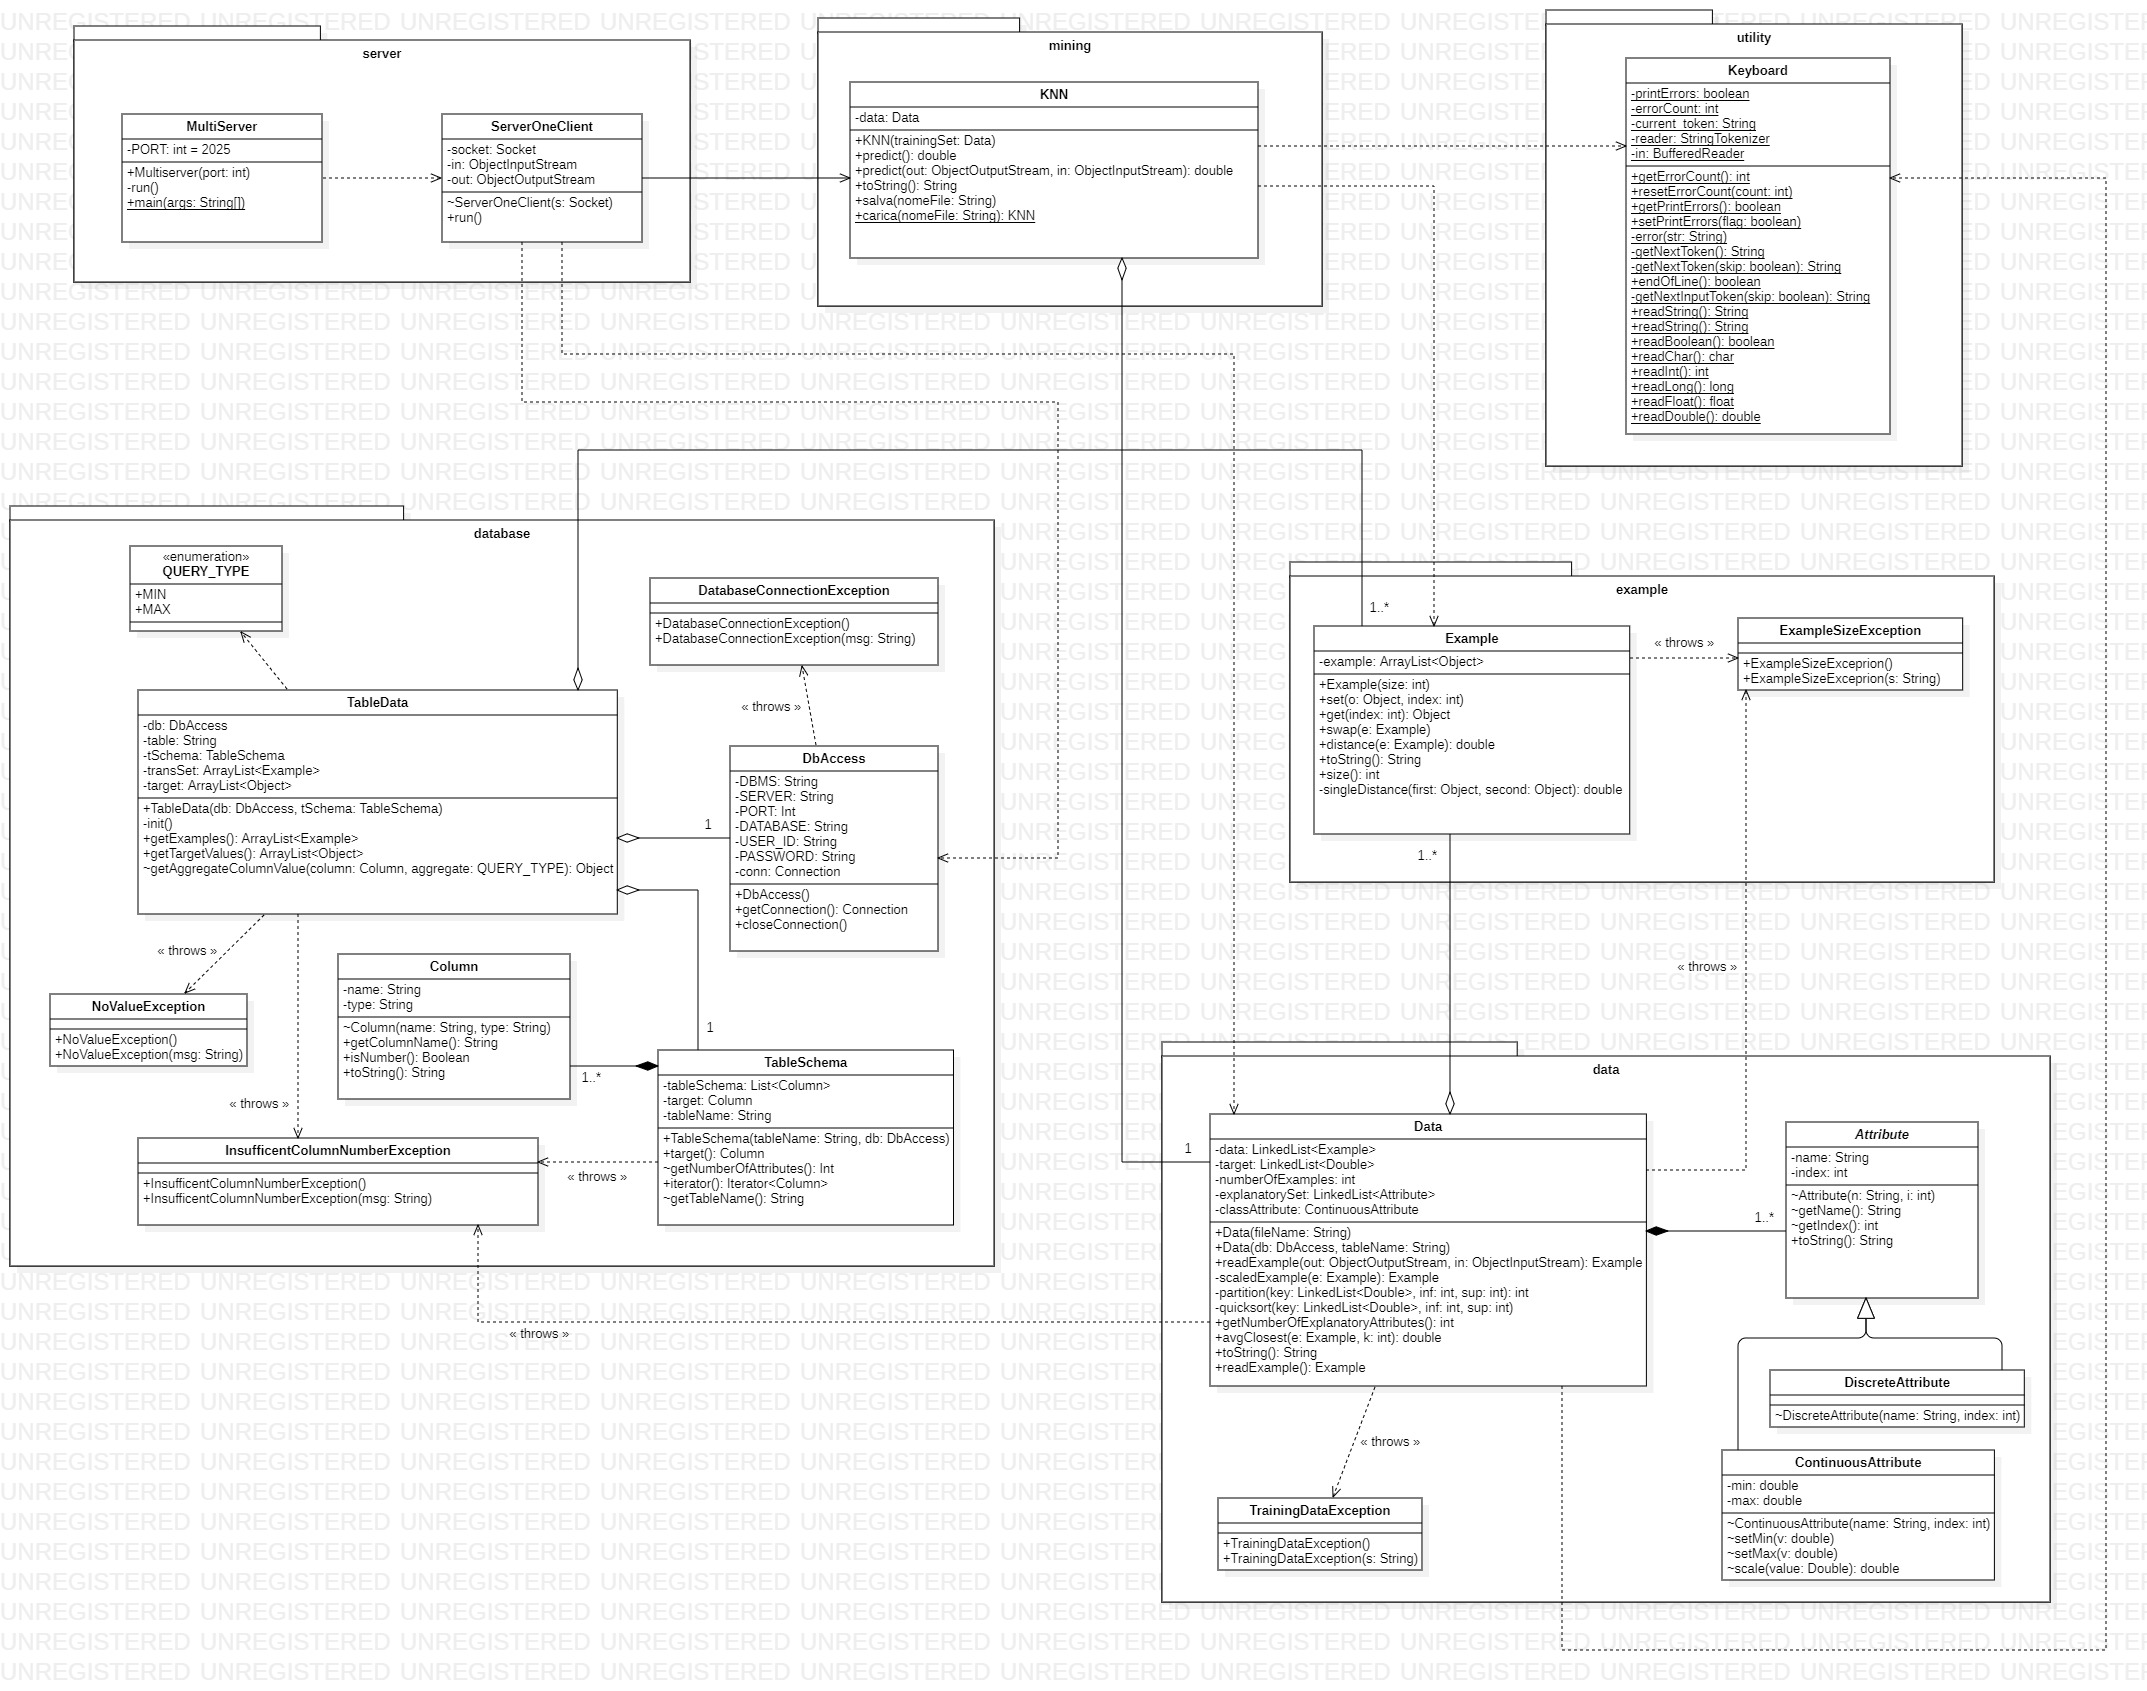 server
MultiServer
-PORT: int = 2025
+Multiserver(port: int)
-run()
+main(args: String[])
ServerOneClient
-socket: Socket
-in: ObjectInputStream
-out: ObjectOutputStream
~ServerOneClient(s: Socket)
+run()
mining
KNN
-data: Data
+KNN(trainingSet: Data)
+predict(): double
+predict(out: ObjectOutputStream, in: ObjectInputStream): double
+toString(): String
+salva(nomeFile: String)
+carica(nomeFile: String): KNN
utility
Keyboard
-printErrors: boolean
-errorCount: int
-current_token: String
-reader: StringTokenizer
-in: BufferedReader
+getErrorCount(): int
+resetErrorCount(count: int)
+getPrintErrors(): boolean
+setPrintErrors(flag: boolean)
-error(str: String)
-getNextToken(): String
-getNextToken(skip: boolean): String
+endOfLine(): boolean
-getNextInputToken(skip: boolean): String
+readString(): String
+readString(): String
+readBoolean(): boolean
+readChar(): char
+readInt(): int
+readLong(): long
+readFloat(): float
+readDouble(): double
database
«enumeration»
QUERY_TYPE
+MIN
+MAX
DatabaseConnectionException
+DatabaseConnectionException()
+DatabaseConnectionException(msg: String)
« throws »
TableData
-db: DbAccess
-table: String
-tSchema: TableSchema
-transSet: ArrayList<Example>
-target: ArrayList<Object>
+TableData(db: DbAccess, tSchema: TableSchema)
-init()
+getExamples(): ArrayList<Example>
+getTargetValues(): ArrayList<Object>
~getAggregateColumnValue(column: Column, aggregate: QUERY_TYPE): Object
1
DbAccess
-DBMS: String
-SERVER: String
-PORT: Int
-DATABASE: String
-USER_ID: String
-PASSWORD: String
-conn: Connection
+DbAccess()
+getConnection(): Connection
+closeConnection()
« throws »
NoValueException
+NoValueException()
+NoValueException(msg: String)
Column
-name: String
-type: String
~Column(name: String, type: String)
+getColumnName(): String
+isNumber(): Boolean
+toString(): String
1
1..*
TableSchema
-tableSchema: List<Column>
-target: Column
-tableName: String
+TableSchema(tableName: String, db: DbAccess)
+target(): Column
~getNumberOfAttributes(): Int
+iterator(): Iterator<Column>
~getTableName(): String
« throws »
InsufficentColumnNumberException
+InsufficentColumnNumberException()
+InsufficentColumnNumberException(msg: String)
« throws »
« throws »
example
1..*
Example
-example: ArrayList<Object>
+Example(size: int)
+set(o: Object, index: int)
+get(index: int): Object
+swap(e: Example)
+distance(e: Example): double
+toString(): String
+size(): int
-singleDistance(first: Object, second: Object): double
« throws »
ExampleSizeException
+ExampleSizeExceprion()
+ExampleSizeExceprion(s: String)
1..*
« throws »
data
1
Data
-data: LinkedList<Example>
-target: LinkedList<Double>
-numberOfExamples: int
-explanatorySet: LinkedList<Attribute>
-classAttribute: ContinuousAttribute
+Data(fileName: String)
+Data(db: DbAccess, tableName: String)
+readExample(out: ObjectOutputStream, in: ObjectInputStream): Example
-scaledExample(e: Example): Example
-partition(key: LinkedList<Double>, inf: int, sup: int): int
-quicksort(key: LinkedList<Double>, inf: int, sup: int)
+getNumberOfExplanatoryAttributes(): int
+avgClosest(e: Example, k: int): double
+toString(): String
+readExample(): Example
1..*
Attribute
-name: String
-index: int
~Attribute(n: String, i: int)
~getName(): String
~getIndex(): int
+toString(): String
DiscreteAttribute
~DiscreteAttribute(name: String, index: int)
« throws »
TrainingDataException
+TrainingDataException()
+TrainingDataException(s: String)
ContinuousAttribute
-min: double
-max: double
~ContinuousAttribute(name: String, index: int)
~setMin(v: double)
~setMax(v: double)
~scale(value: Double): double